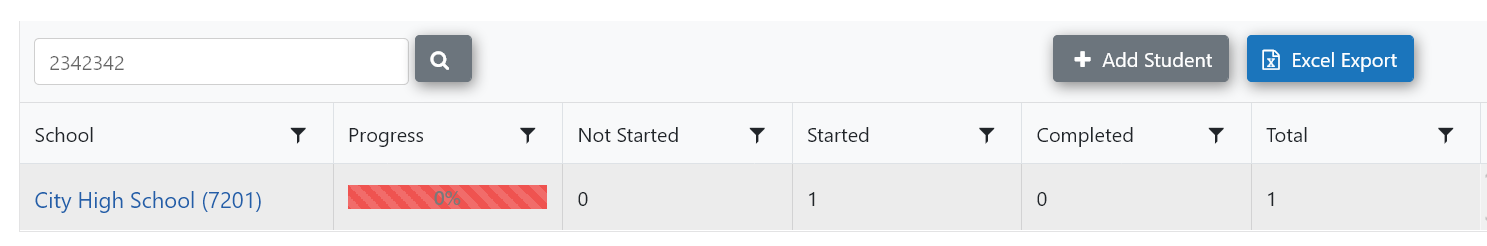 2342342 Add Student Excel Export
School Progress Not Started Started Completed Total
City High School (7201) 0% 0 1 0 1